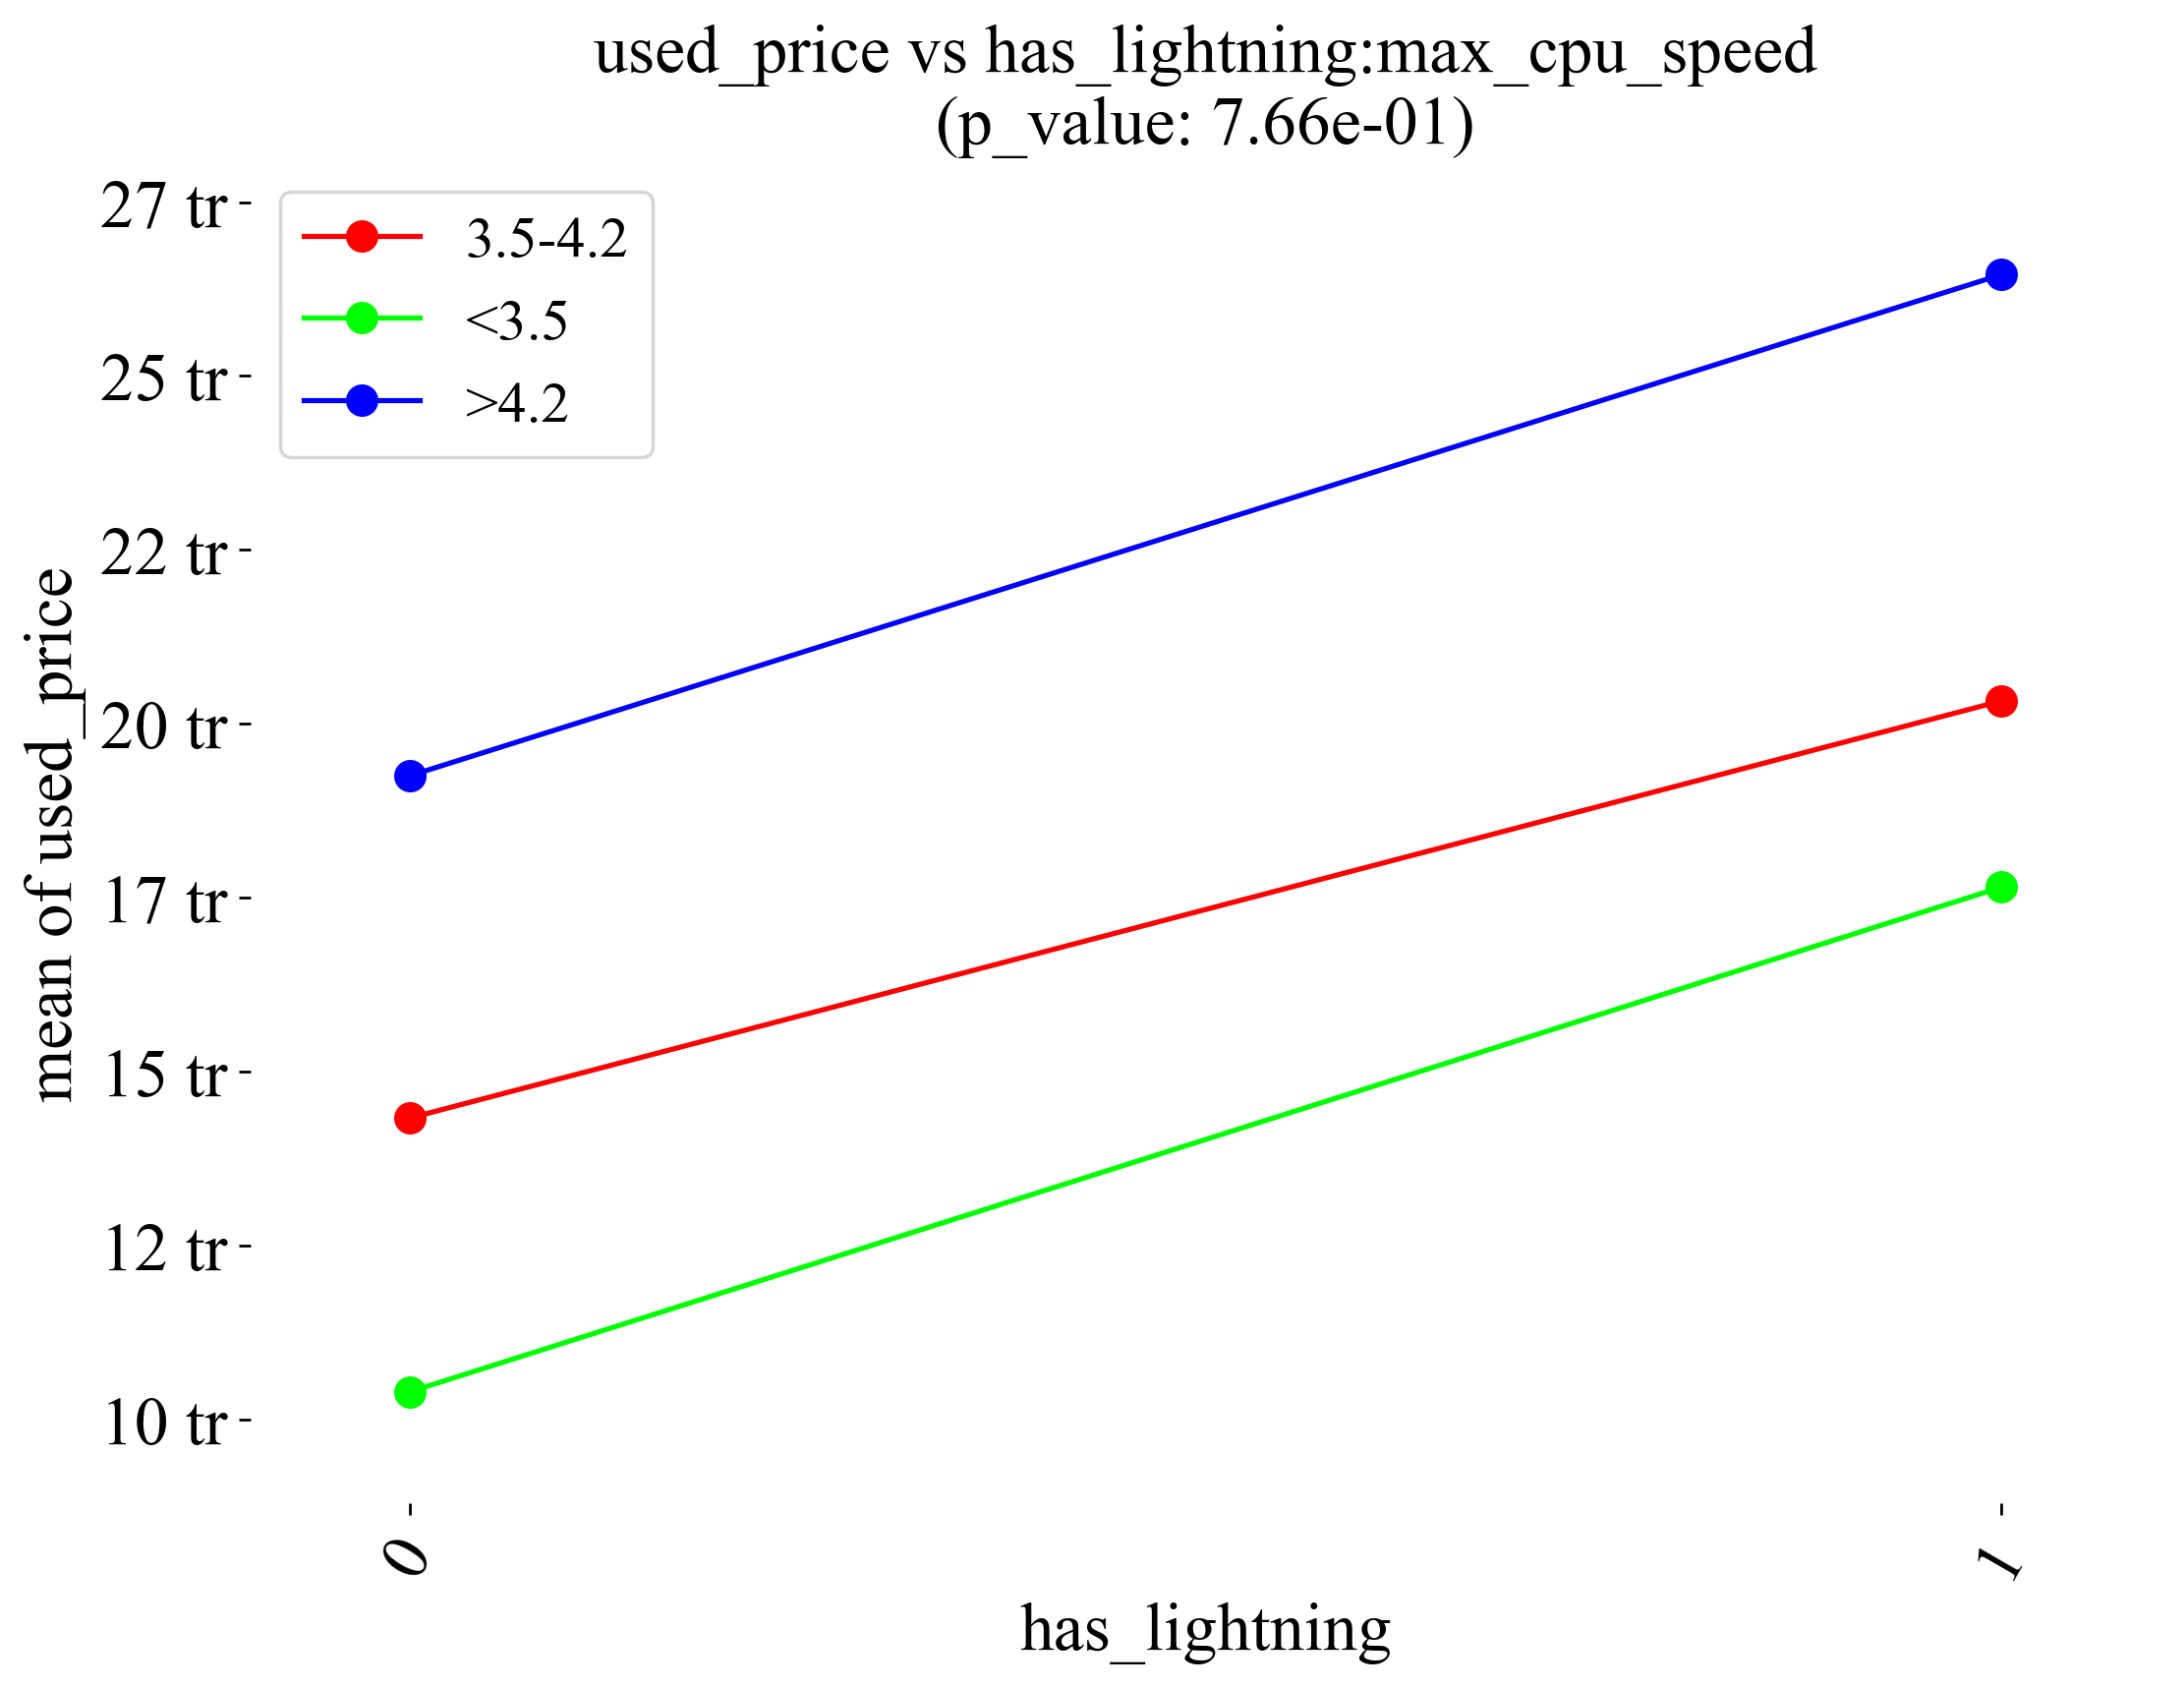 used_price vs has_lightning:max_cpu_speed
(p_value: 7.66e-01)
27 tr
25 tr
22 tr
20 tr
17 tr
15 tr
12 tr
10 tr
mean of used_price
3.5-4.2
<3.5
>4.2
0
1
has_lightning